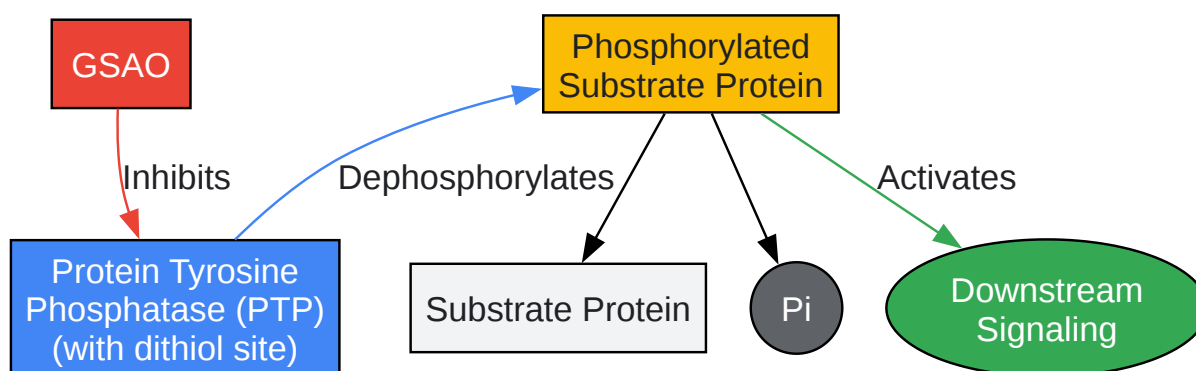 GSAO
Phosphorylated
Substrate Protein
Inhibits
Dephosphorylates
Activates
Protein Tyrosine
Phosphatase (PTP)
(with dithiol site)
Substrate Protein
Pi
Downstream
Signaling